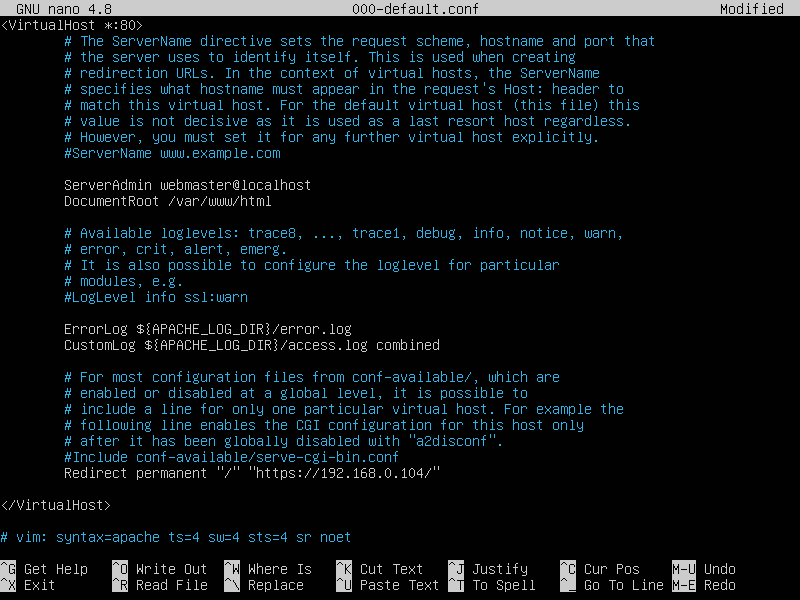 GNU nano 4.8 000-default.conf Modified
<VirtualHost *:80>
# The ServerName directive sets the request scheme, hostname and port that
# the server uses to identify itself. This is used when creating
# redirection URLs. In the context of virtual hosts, the ServerName
# specifies what hostname must appear in the request's Host: header to
# match this virtual host. For the default virtual host (this file) this
# value is not decisive as it is used as a last resort host regardless.
# However, you must set it for any further virtual host explicitly.
#ServerName www.example.com
ServerAdmin webmaster@localhost
DocumentRoot /var/www/html
# Available loglevels: trace8, ..., trace1, debug, info, notice, warn,
# error, crit, alert, emerg.
# It is also possible to configure the loglevel for particular
# modules, e.g.
#LogLevel info ssl:warn
ErrorLog ${APACHE_LOG_DIR}/error.log
CustomLog ${APACHE_LOG_DIR}/access.log combined
# For most configuration files from conf-available/, which are
# enabled or disabled at a global level, it is possible to
# include a line for only one particular virtual host. For example the
# following line enables the CGI configuration for this host only
# after it has been globally disabled with "a2disconf".
#Include conf-available/serve-cgi-bin.conf
Redirect permanent "/" "https://192.168.0.104/"
</VirtualHost>
# vim: syntax=apache ts=4 sw=4 sts=4 sr noet
^G Get Help ^O Write Out ^W Where Is ^K Cut Text ^J Justify ^C Cur Pos M-U Undo
^X Exit ^R Read File ^\ Replace ^U Paste Text ^T To Spell ^_ Go To Line M-E Redo